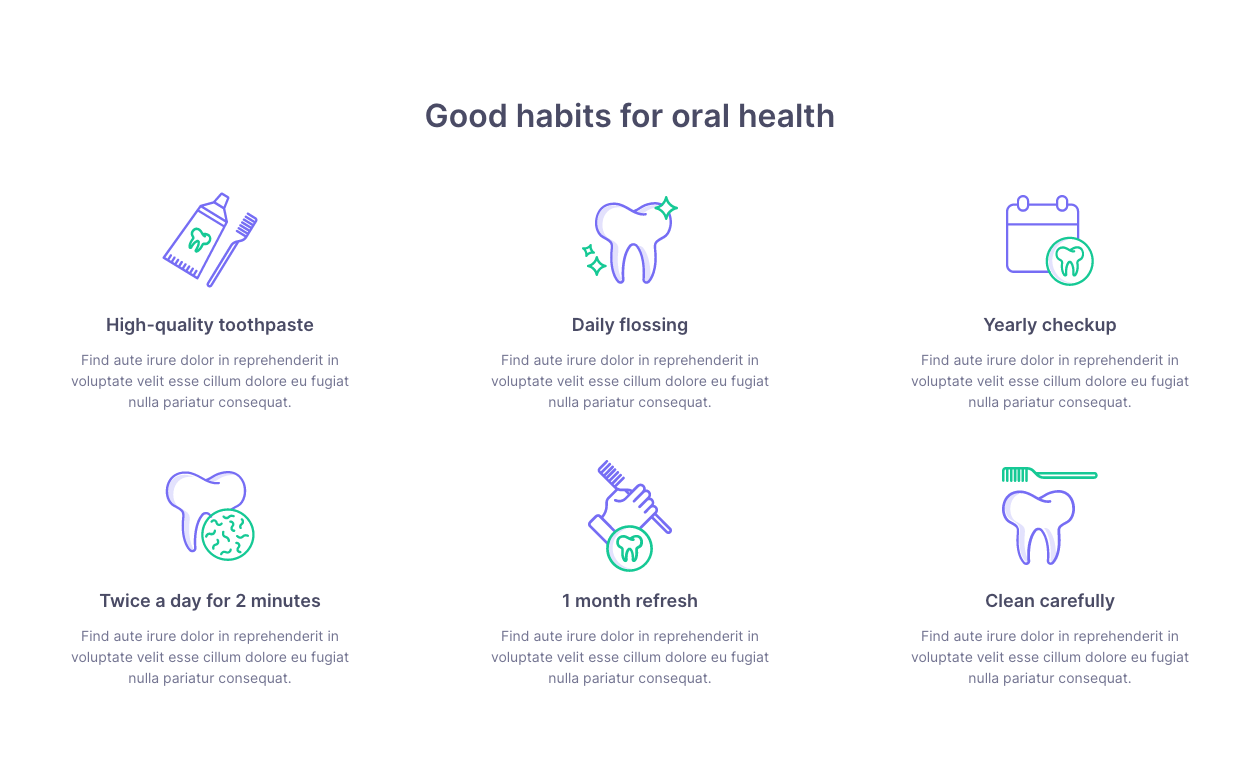 Good habits for oral health
High-quality toothpaste
Find aute irure dolor in reprehenderit in
voluptate velit esse cillum dolore eu fugiat
nulla pariatur consequat.
Daily flossing
Find aute irure dolor in reprehenderit in
voluptate velit esse cillum dolore eu fugiat
nulla pariatur consequat.
Yearly checkup
Find aute irure dolor in reprehenderit in
voluptate velit esse cillum dolore eu fugiat
nulla pariatur consequat.
Twice a day for 2 minutes
Find aute irure dolor in reprehenderit in
voluptate velit esse cillum dolore eu fugiat
nulla pariatur consequat.
1 month refresh
Find aute irure dolor in reprehenderit in
voluptate velit esse cillum dolore eu fugiat
nulla pariatur consequat.
Clean carefully
Find aute irure dolor in reprehenderit in
voluptate velit esse cillum dolore eu fugiat
nulla pariatur consequat.